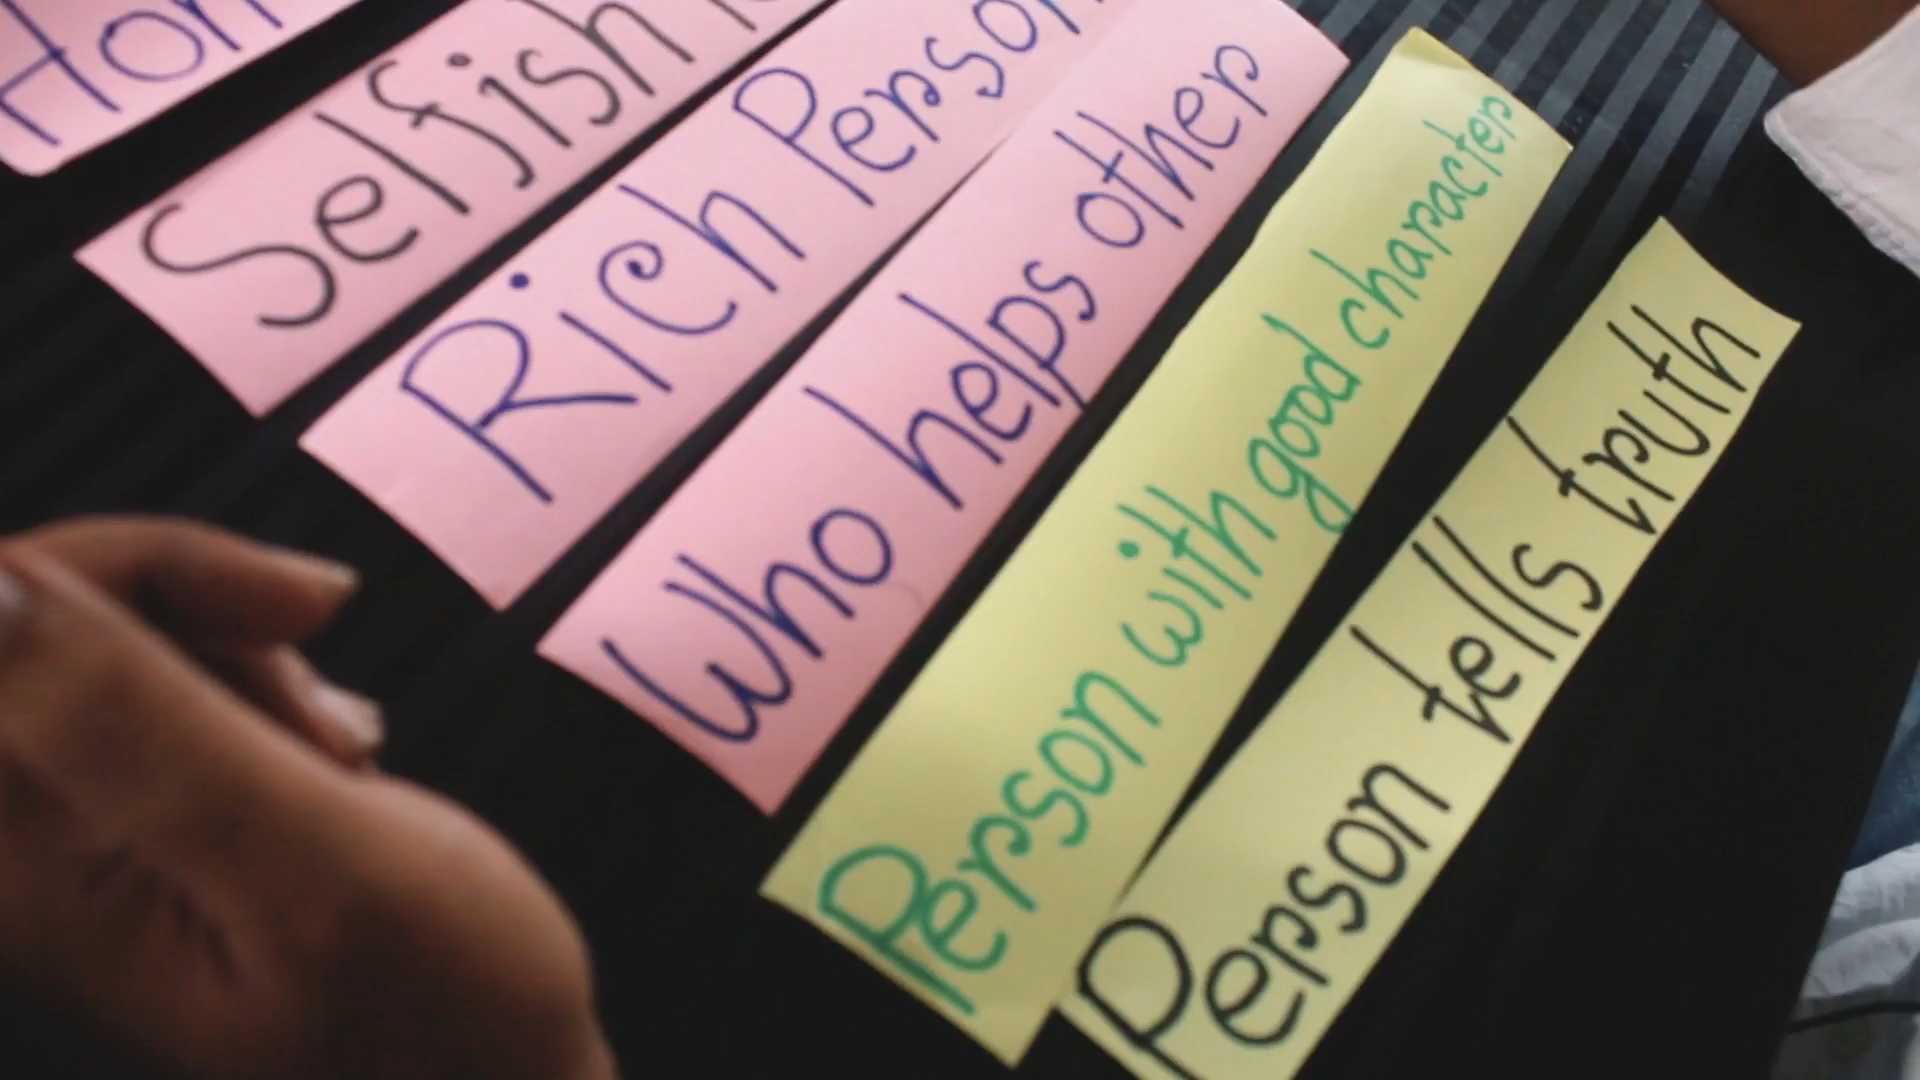 Selfish
Rich Person
Who helps other
Person with good character
Person tells truth